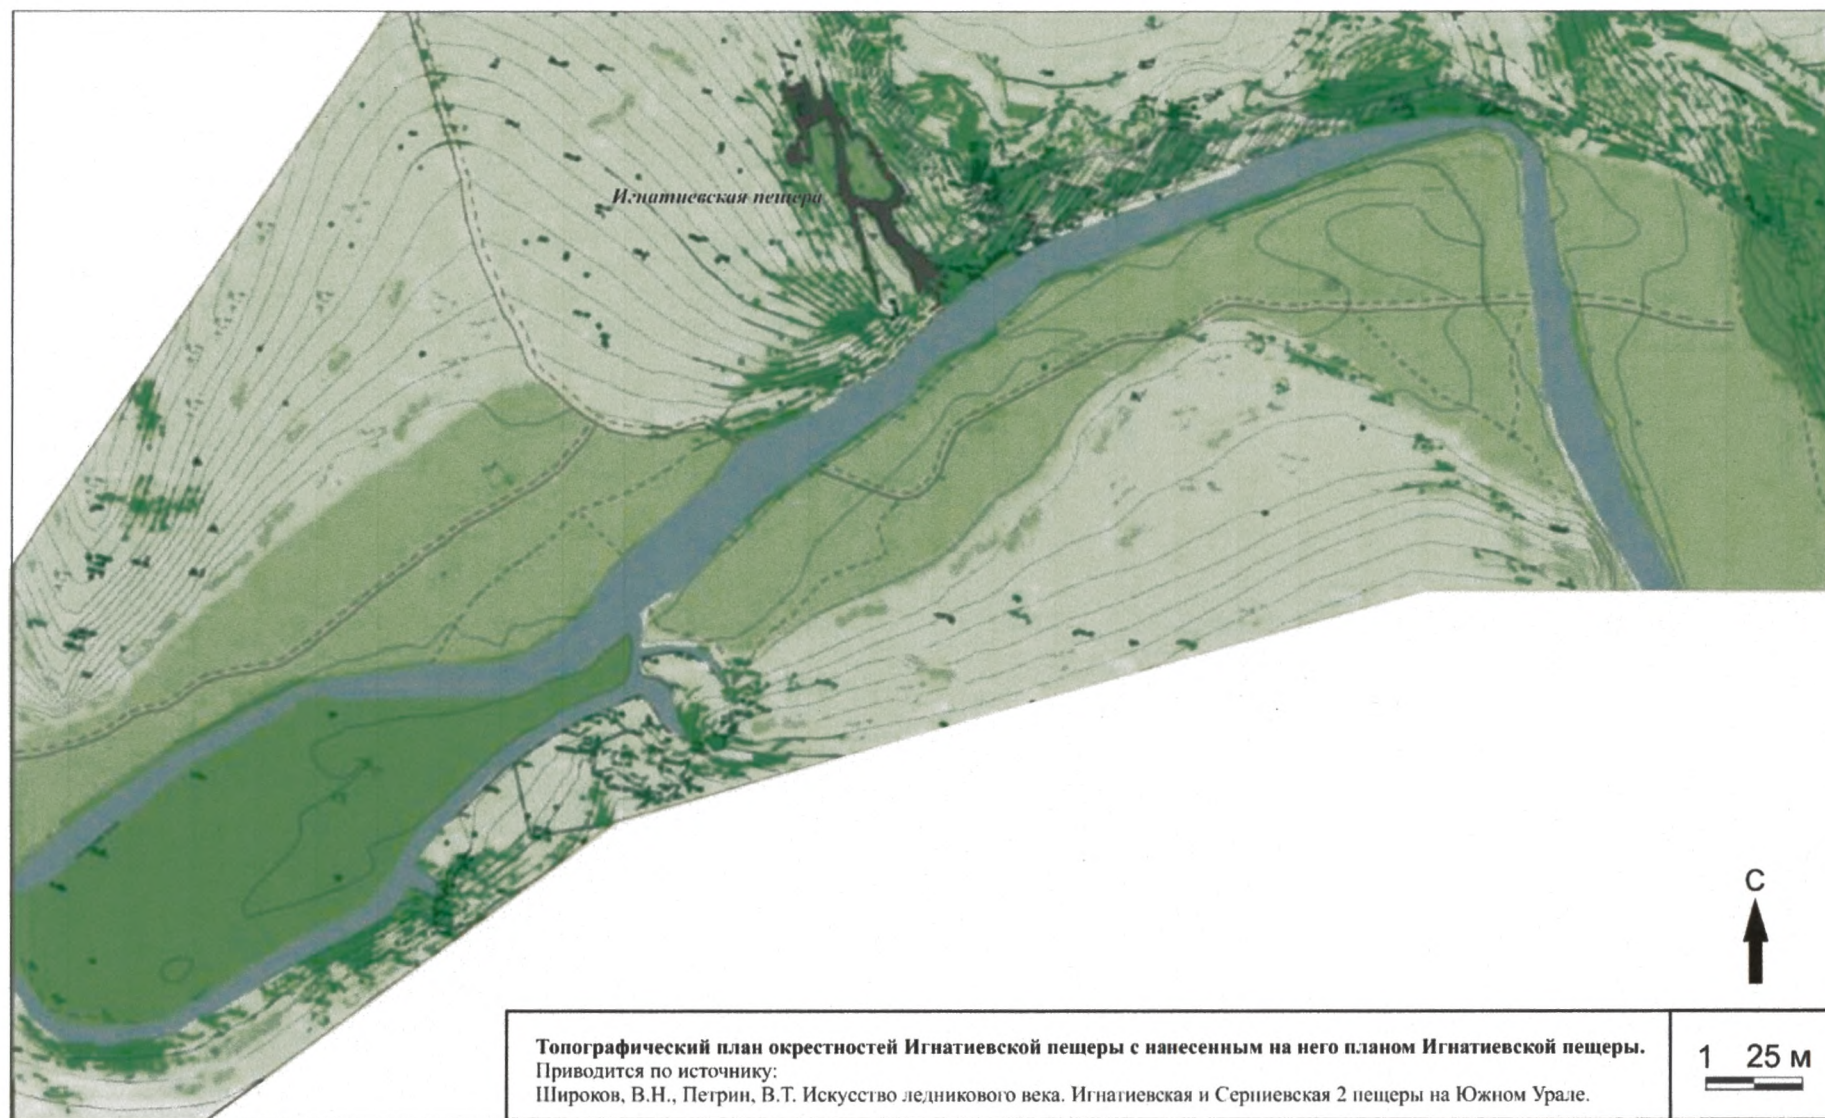 Игнатиевская пещера
С
Топографический план окрестностей Игнатиевской пещеры с нанесенным на него планом Игнатиевской пещеры.
Приводится по источнику:
Широков, В.Н., Петрин, В.Т. Искусство ледникового века. Игнатиевская и Серпиевская 2 пещеры на Южном Урале.
1 25 м